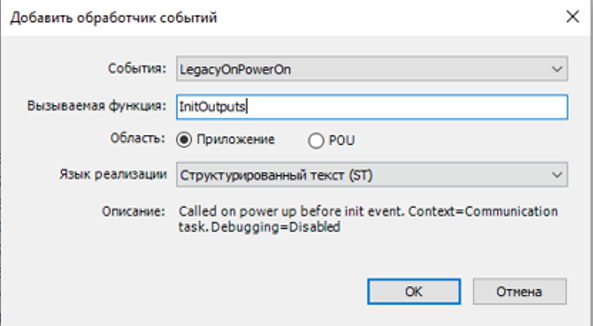 Добавить обработчик событий
События: LegacyOnPowerOn
Вызываемая функция: InitOutputs
Область: Приложение POU
Язык реализации Структурированный текст (ST)
Описание: Called on power up before init event. Context=Communication
task. Debugging=Disabled
OK Отмена